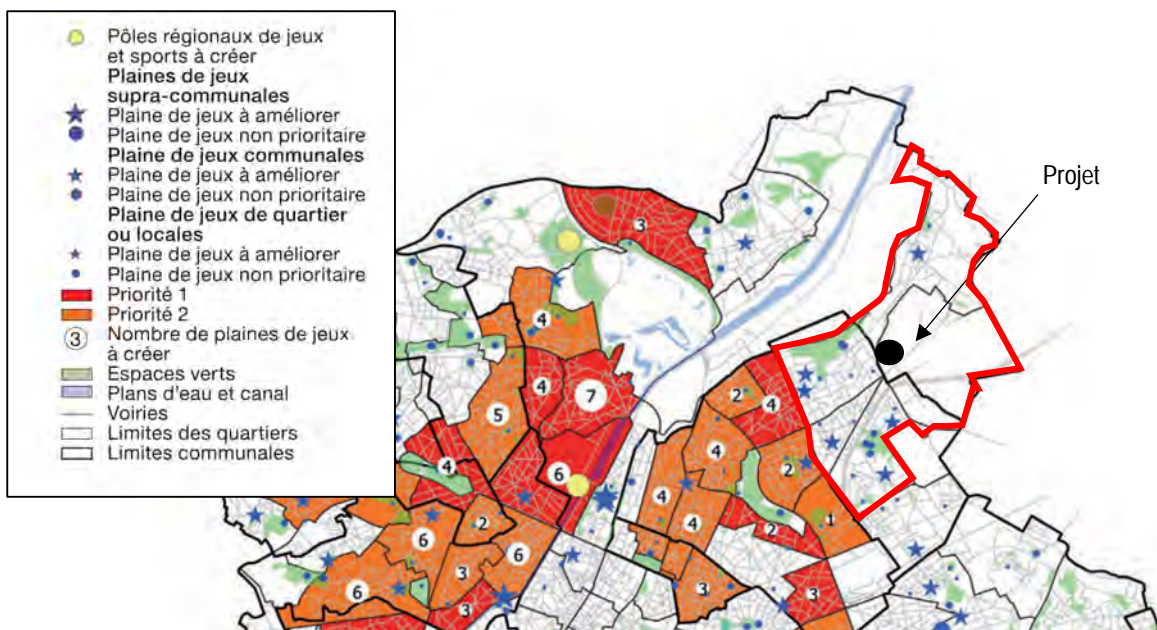 Pôles régionaux de jeux
et sports à créer
Plaines de jeux
supra-communales
Plaine de jeux à améliorer
Plaine de jeux non prioritaire
Plaine de jeux communales
Plaine de jeux à améliorer
Plaine de jeux non prioritaire
Plaine de jeux de quartier
ou locales
Plaine de jeux à améliorer
Plaine de jeux non prioritaire
Priorité 1
Priorité 2
3 Nombre de plaines de jeux
à créer
Espaces verts
Plans d'eau et canal
Voiries
Limites des quartiers
Limites communales
Projet
3
4
4
7
2
4
5
4
4
6
2
4
2
6
6
4
2
1
3
6
3
3
3